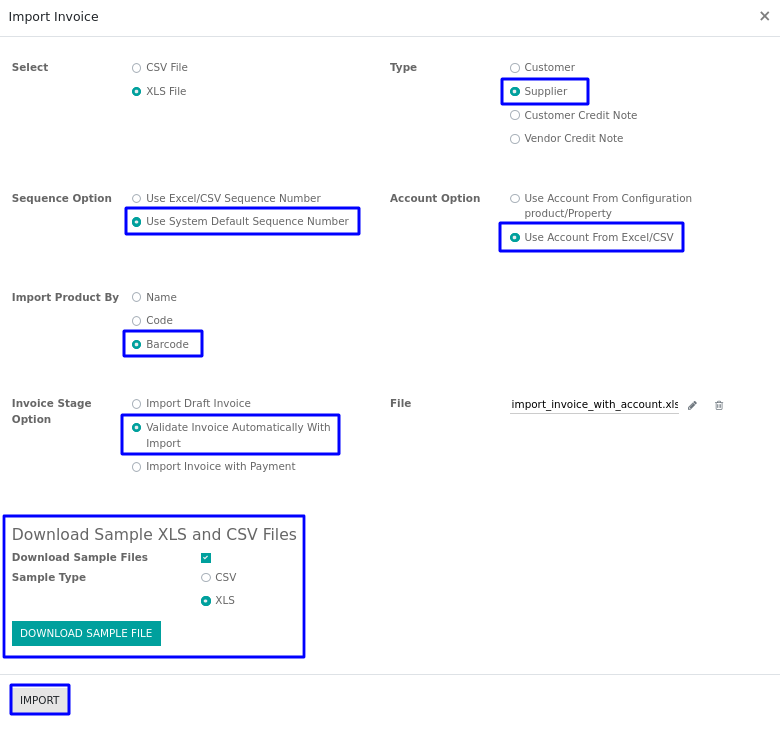 Import Invoice
Select
CSV File
XLS File
Type
Customer
Supplier
Customer Credit Note
Vendor Credit Note
Sequence Option
Use Excel/CSV Sequence Number
Use System Default Sequence Number
Account Option
Use Account From Configuration
product/Property
Use Account From Excel/CSV
Import Product By
Name
Code
Barcode
Invoice Stage
Option
Import Draft Invoice
Validate Invoice Automatically With
Import
Import Invoice with Payment
File
import_invoice_with_account.xls
Download Sample XLS and CSV Files
Download Sample Files
Sample Type
CSV
XLS
DOWNLOAD SAMPLE FILE
IMPORT